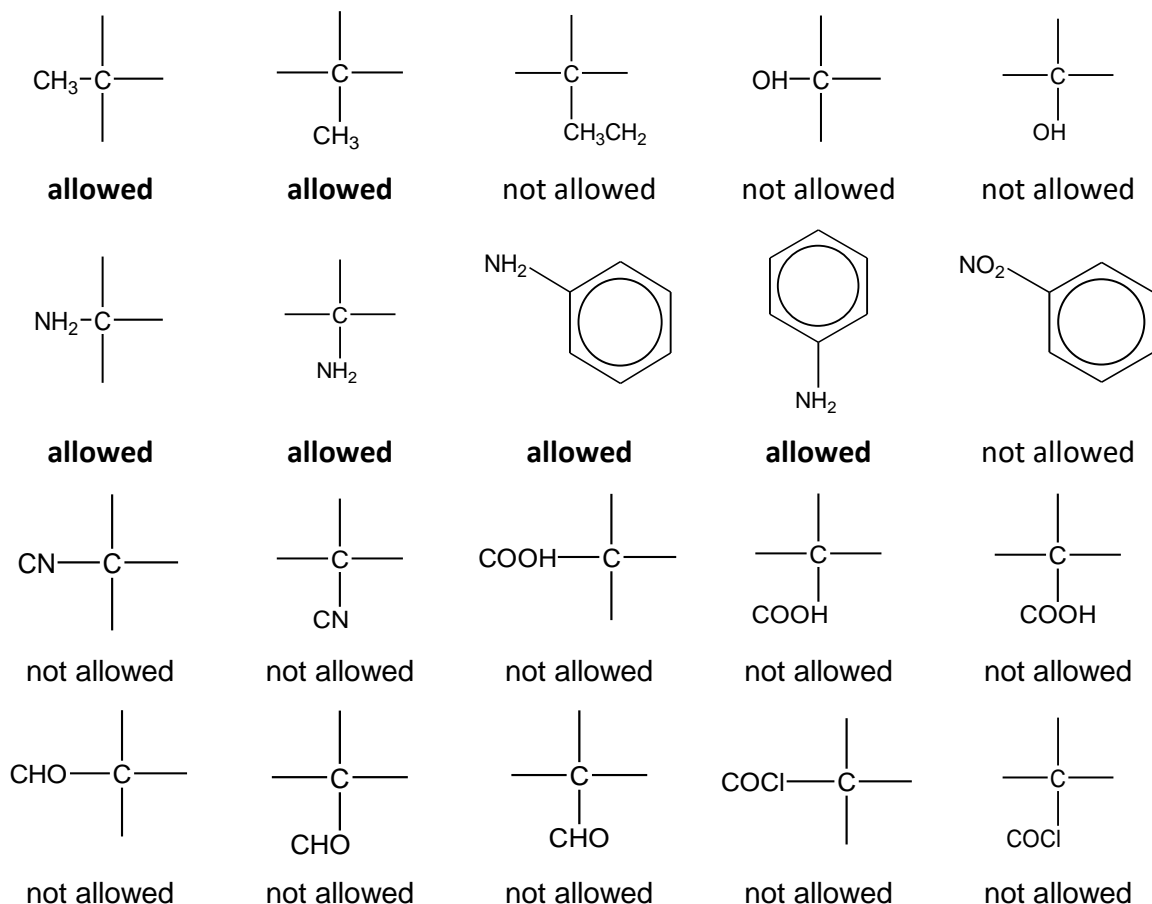 CH₃ C C C OH C C
CH₃ CH₃CH₂ OH
allowed allowed not allowed not allowed not allowed
NH₂ C C NH₂ NO₂
NH₂ NH₂
allowed allowed allowed allowed not allowed
CN C C COOH C C C
CN COOH COOH
not allowed not allowed not allowed not allowed not allowed
CHO C C C COCl C C
CHO CHO COCl
not allowed not allowed not allowed not allowed not allowed